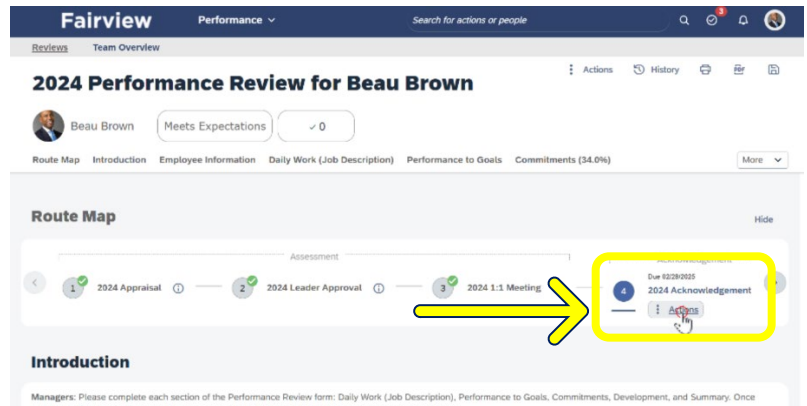 Fairview
Performance
Search for actions or people
3
Reviews Team Overview
Actions History PDF
2024 Performance Review for Beau Brown
Beau Brown Meets Expectations 0
Route Map Introduction Employee Information Daily Work (Job Description) Performance to Goals Commitments (34.0%) More
Route Map
Hide
Assessment Acknowledgement
Due 02/28/2025
1 2024 Appraisal 2 2024 Leader Approval 3 2024 1:1 Meeting 4 2024 Acknowledgement
Actions
Introduction
Managers: Please complete each section of the Performance Review form: Daily Work (Job Description), Performance to Goals, Commitments, Development, and Summary. Once